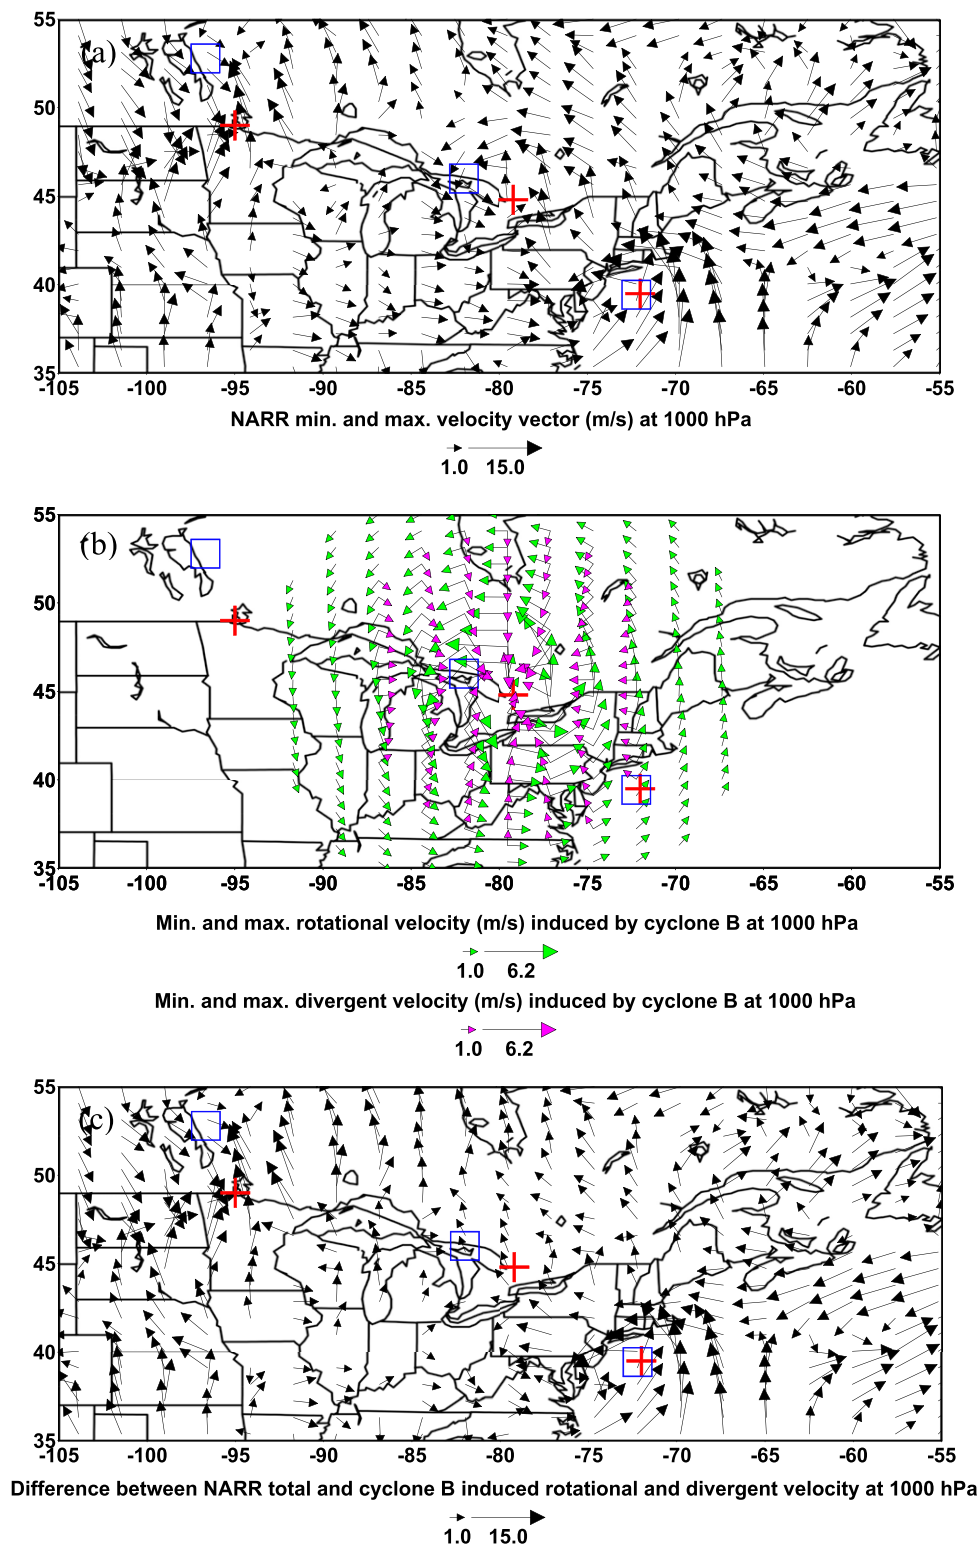 55
(a)
50
45
40
35
-105 -100 -95 -90 -85 -80 -75 -70 -65 -60 -55
NARR min. and max. velocity vector (m/s) at 1000 hPa
1.0 15.0
55
(b)
50
45
40
35
-105 -100 -95 -90 -85 -80 -75 -70 -65 -60 -55
Min. and max. rotational velocity (m/s) induced by cyclone B at 1000 hPa
1.0 6.2
Min. and max. divergent velocity (m/s) induced by cyclone B at 1000 hPa
1.0 6.2
55
(c)
50
45
40
35
-105 -100 -95 -90 -85 -80 -75 -70 -65 -60 -55
Difference between NARR total and cyclone B induced rotational and divergent velocity at 1000 hPa
1.0 15.0